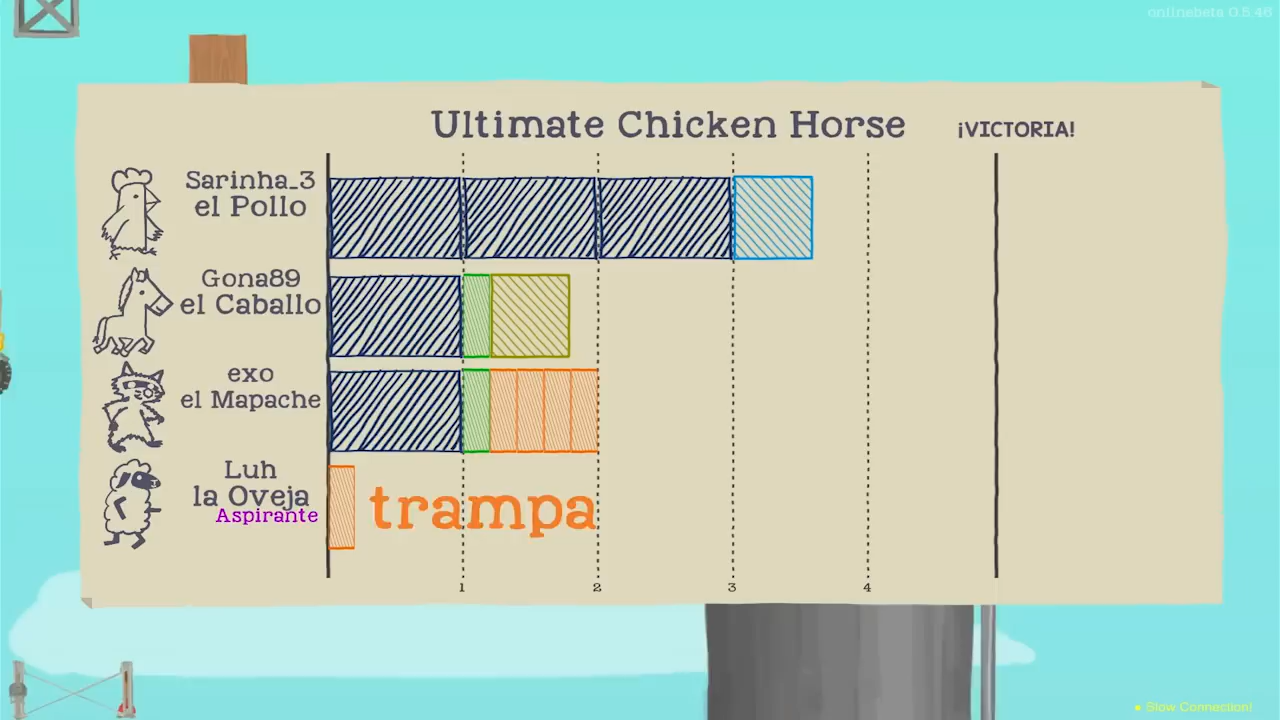 onlinebeta 0.5.46
Ultimate Chicken Horse
¡VICTORIA!
Sarinha_3
el Pollo
Gona89
el Caballo
exo
el Mapache
Luh
la Oveja
Aspirante
trampa
1 2 3 4
Slow Connection!